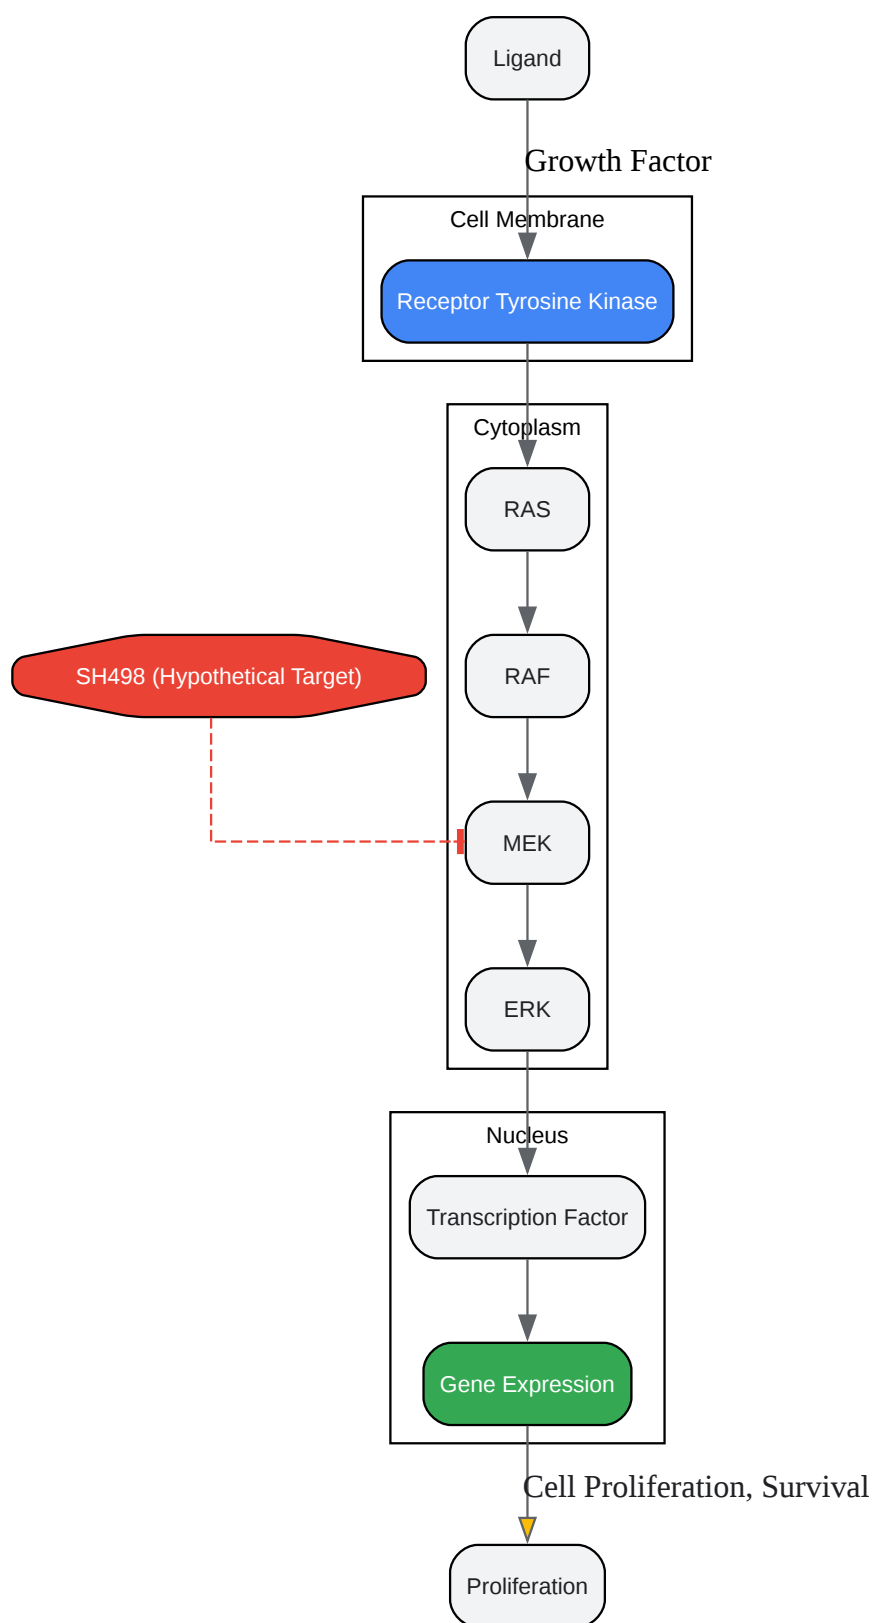 Ligand
Growth Factor
Cell Membrane
Receptor Tyrosine Kinase
Cytoplasm
RAS
SH498 (Hypothetical Target)
RAF
MEK
ERK
Nucleus
Transcription Factor
Gene Expression
Cell Proliferation, Survival
Proliferation